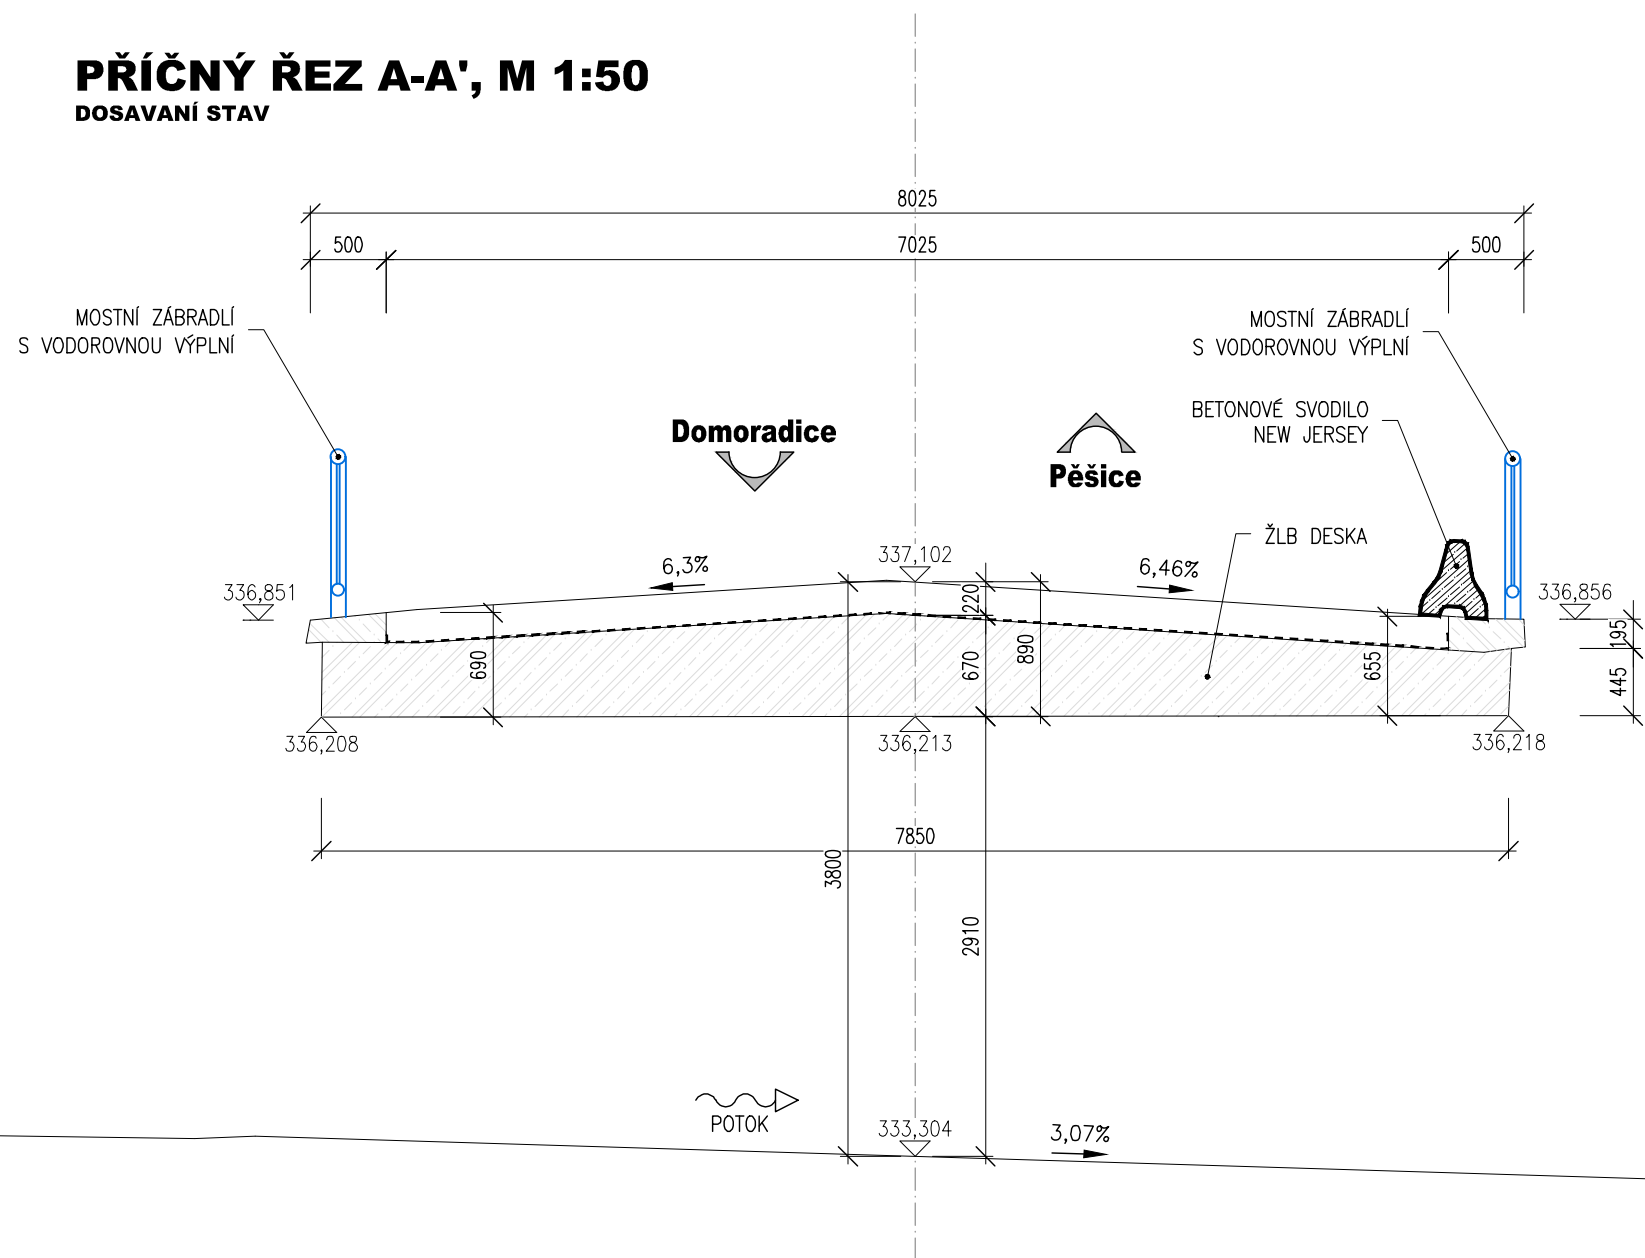 PŘÍČNÝ ŘEZ A-A', M 1:50
DOSAVANÍ STAV
8025
500
7025
500
MOSTNÍ ZÁBRADLÍ
S VODOROVNOU VÝPLNÍ
MOSTNÍ ZÁBRADLÍ
S VODOROVNOU VÝPLNÍ
BETONOVÉ SVODILO
NEW JERSEY
Domoradice
Pěšice
ŽLB DESKA
6,3%
337,102
6,46%
336,851
336,856
220
195
690
670
890
655
445
336,208
336,213
336,218
7850
3800
2910
POTOK
333,304
3,07%